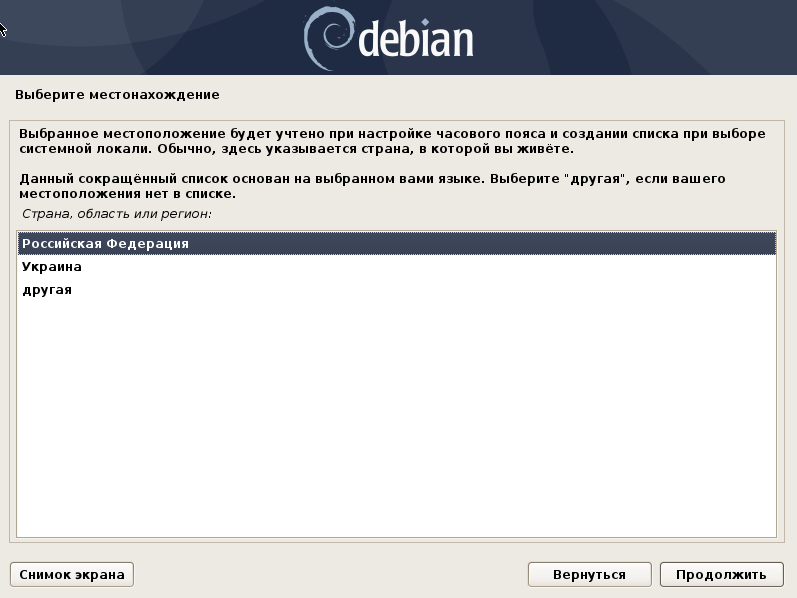 debian
Выберите местонахождение
Выбранное местоположение будет учтено при настройке часового пояса и создании списка при выборе
системной локали. Обычно, здесь указывается страна, в которой вы живёте.
Данный сокращённый список основан на выбранном вами языке. Выберите "другая", если вашего
местоположения нет в списке.
Страна, область или регион:
Российская Федерация
Украина
другая
Снимок экрана
Вернуться
Продолжить